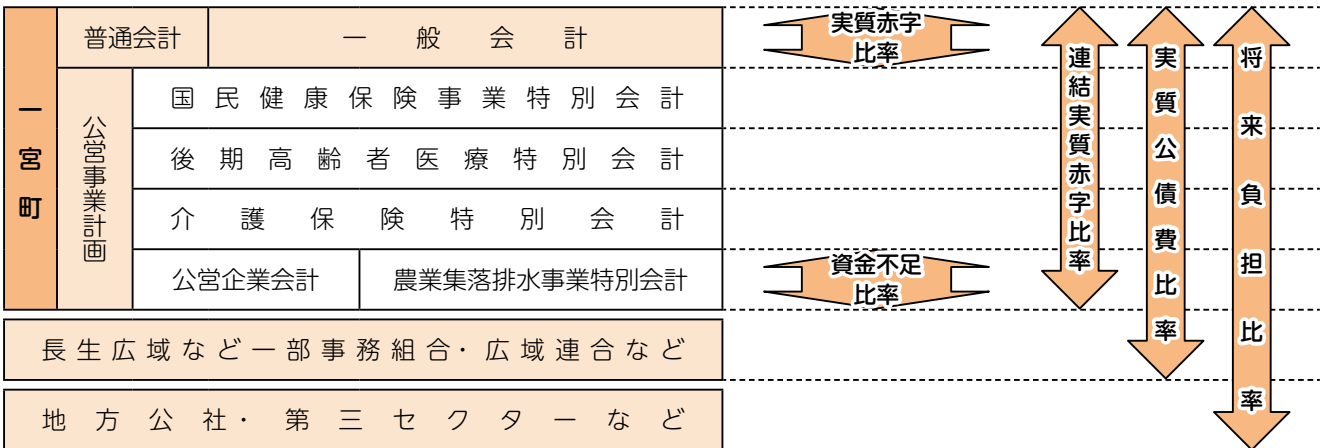 一宮町
普通会計
一般会計
公営事業計画
国民健康保険事業特別会計
後期高齢者医療特別会計
介護保険特別会計
公営企業会計
農業集落排水事業特別会計
長生広域など一部事務組合・広域連合など
地方公社・第三セクターなど
実質赤字
比率
資金不足
比率
連結実質赤字比率
実質公債費比率
将来負担比率